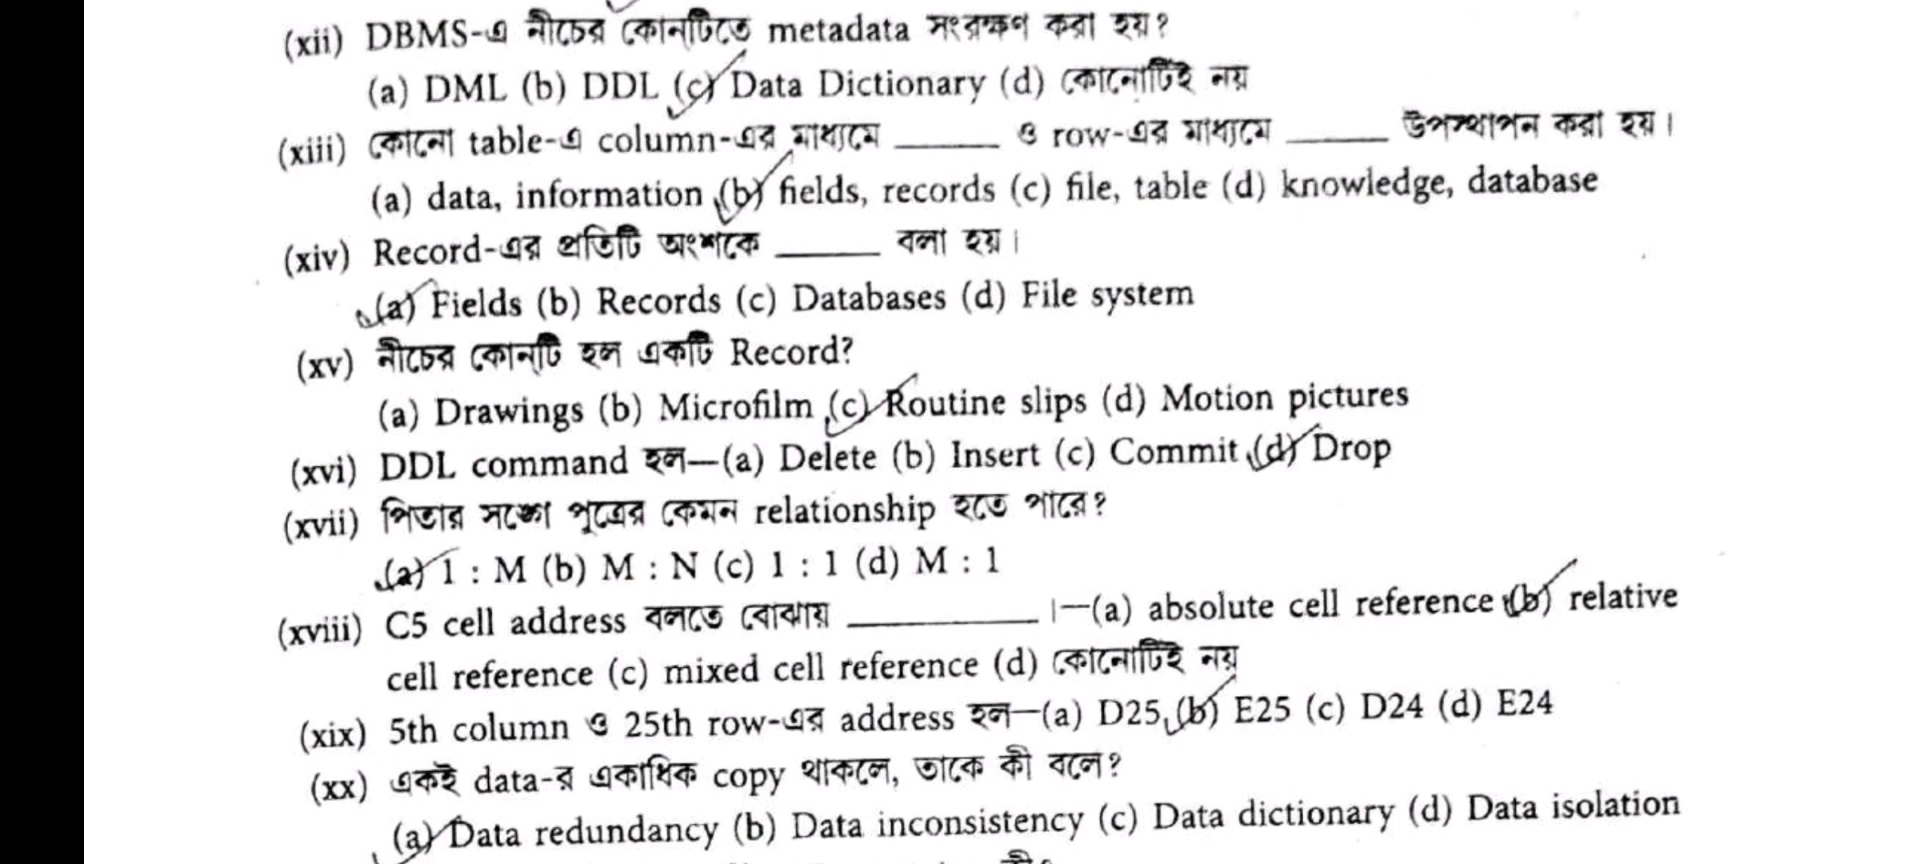 (xii) DBMS-এ নীচের কোনটিতে metadata সংরক্ষণ করা হয়?
(a) DML (b) DDL (c) Data Dictionary (d) কোনোটিই নয়
(xiii) কোনো table-এ column-এর মাধ্যমে ______ ও row-এর মাধ্যমে ______ উপস্থাপন করা হয়।
(a) data, information (b) fields, records (c) file, table (d) knowledge, database
(xiv) Record-এর প্রতিটি অংশকে ______ বলা হয়।
(a) Fields (b) Records (c) Databases (d) File system
(xv) নীচের কোন্‌টি হল একটি Record?
(a) Drawings (b) Microfilm (c) Routine slips (d) Motion pictures
(xvi) DDL command হল—(a) Delete (b) Insert (c) Commit (d) Drop
(xvii) পিতার সঙ্গে পুত্রের কেমন relationship হতে পারে?
(a) 1 : M (b) M : N (c) 1 : 1 (d) M : 1
(xviii) C5 cell address বলতে বোঝায় ____________ ।—(a) absolute cell reference (b) relative
cell reference (c) mixed cell reference (d) কোনোটিই নয়
(xix) 5th column ও 25th row-এর address হল—(a) D25 (b) E25 (c) D24 (d) E24
(xx) একই data-র একাধিক copy থাকলে, তাকে কী বলে?
(a) Data redundancy (b) Data inconsistency (c) Data dictionary (d) Data isolation